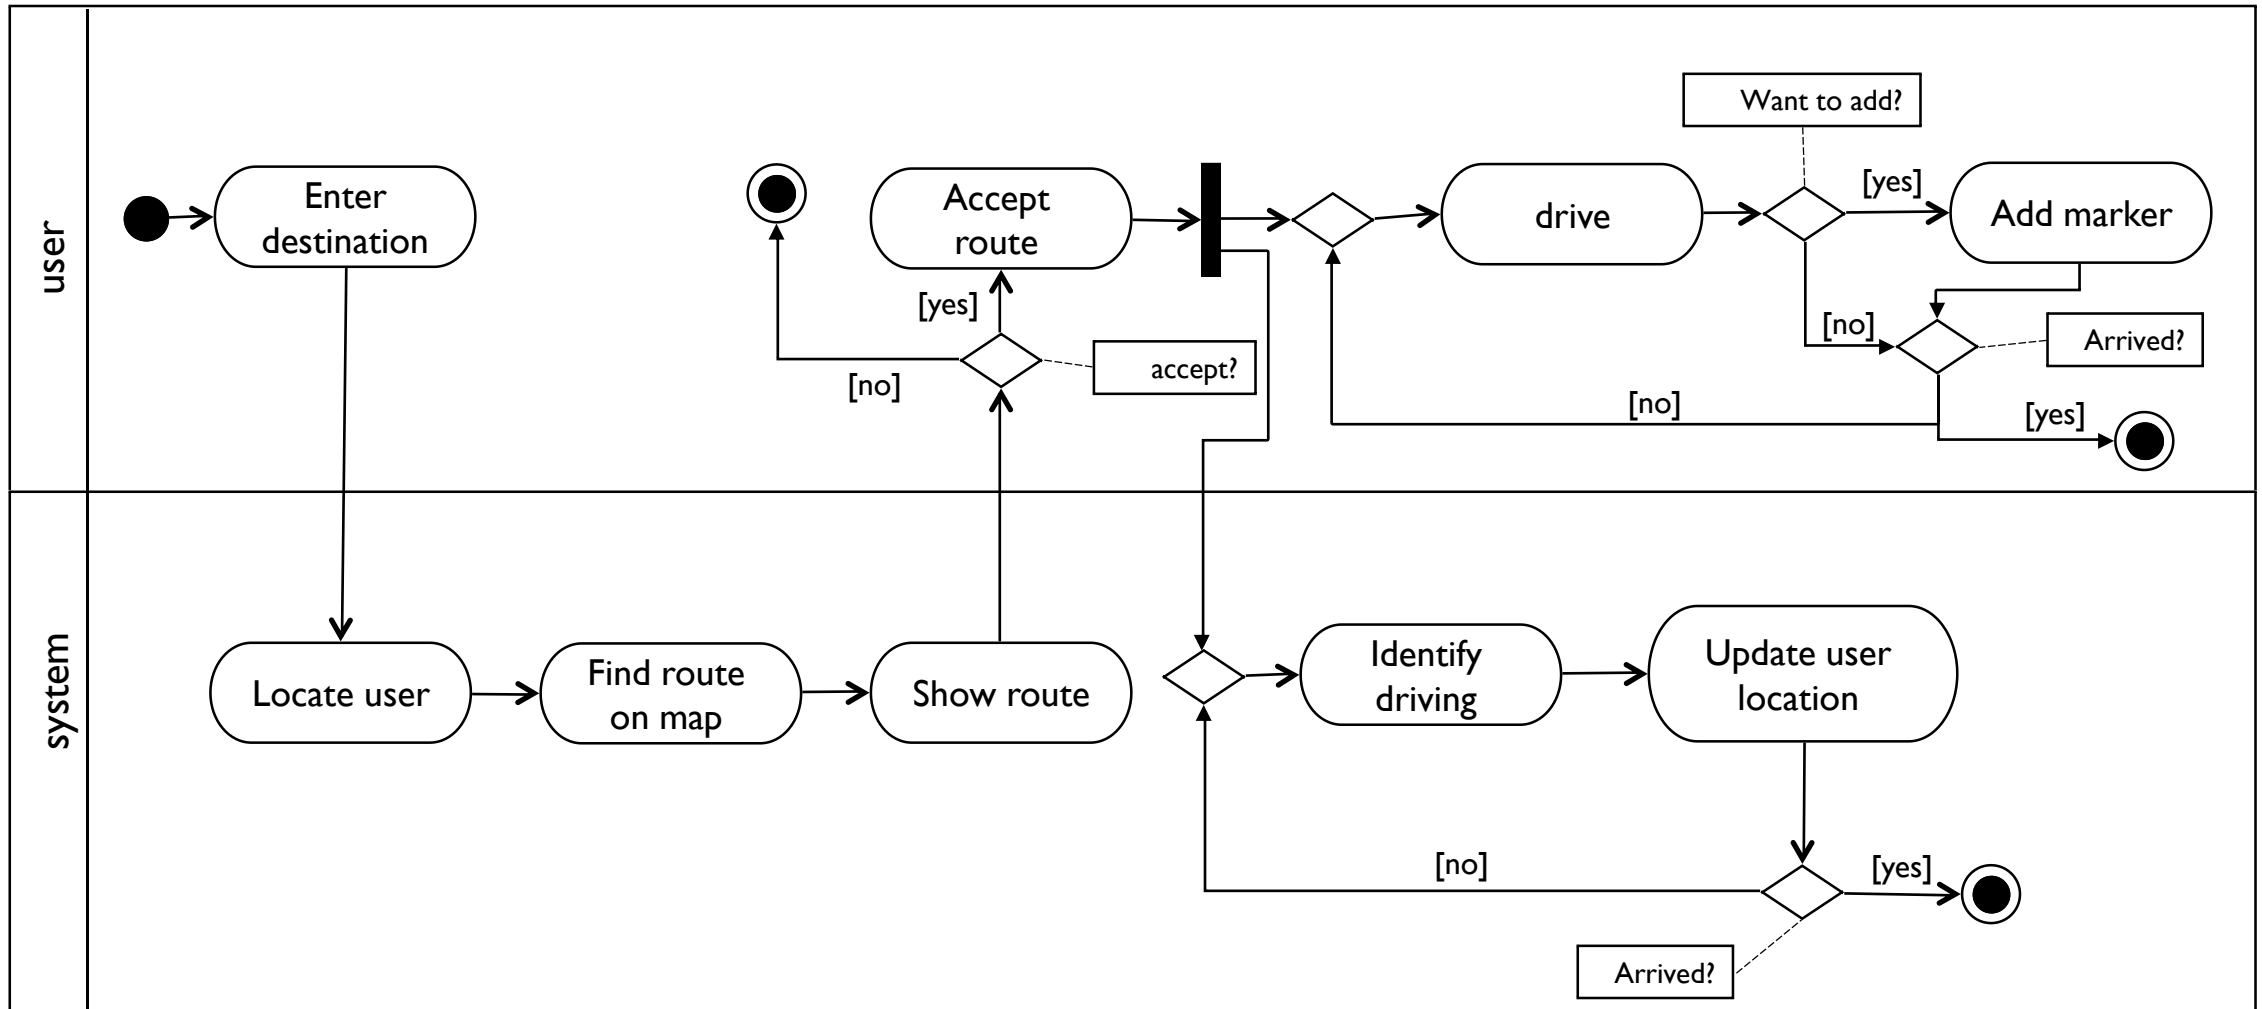 user
Want to add?
Enter
destination
Accept
route
drive
[yes]
Add marker
[yes]
[no]
accept?
[no]
Arrived?
[no]
[yes]
system
Locate user
Find route
on map
Show route
Identify
driving
Update user
location
[no]
[yes]
Arrived?